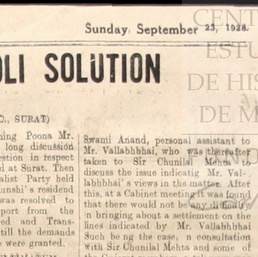 Sunday September 23, 1928.
OLI SOLUTION
O., SURAT)
ning Poona Mr.
long discussion
estion in respect
d at Surat. Then
alist Party held
unshi's residend
was resolved to
port from the
ed and Trans-
till the demands
were granted.
Swami Anand, personal assistant to
Mr. Vallabhbhai, who was thereafter
taken to Sir Chunilal Mehta to
discuss the issue indicatig Mr. Val-
labhbhai's views in the matter. After
this, at a Cabinet meeting it was found
that there would not be any difficulty
in bringing about a settlement on the
lines indicated by Mr. Vallabhbhai
Such being the case, in consultation
with Sir Chunilal Mehta and some of
CENT
ESTU
DE HIS
DE M